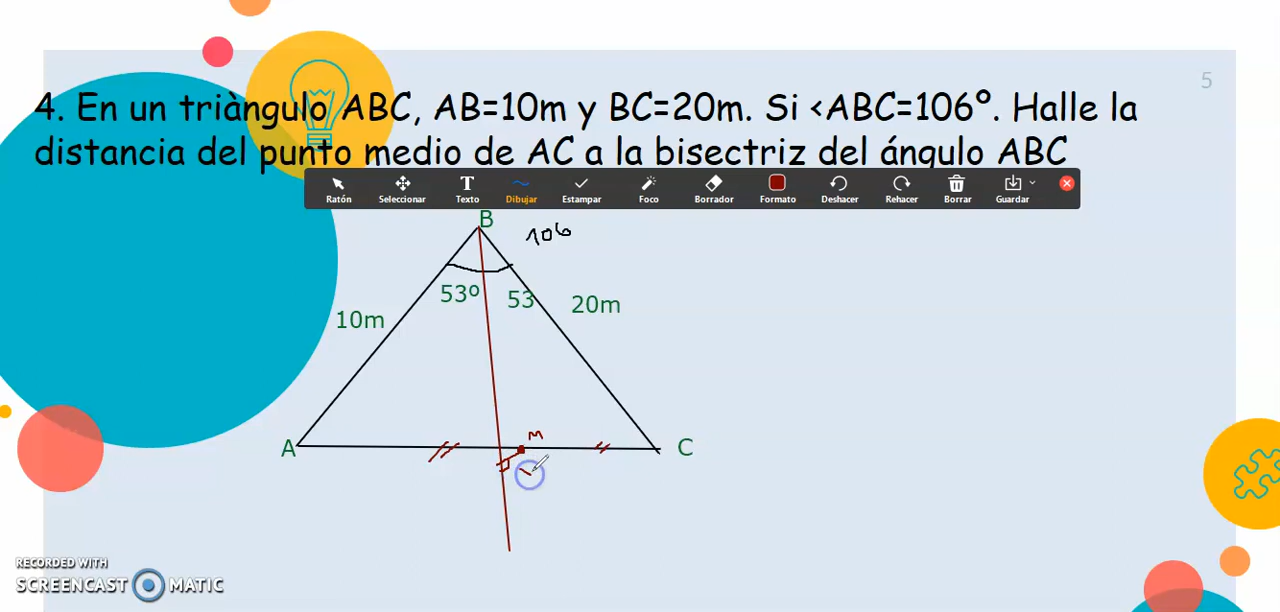 5
4. En un triàngulo ABC, AB=10m y BC=20m. Si <ABC=106º. Halle la
distancia del punto medio de AC a la bisectriz del ángulo ABC
Ratón Seleccionar Texto Dibujar Estampar Foco Borrador Formato Deshacer Rehacer Borrar Guardar
B
106
53º 53
10m 20m
M
A C
RECORDED WITH
SCREENCAST MATIC